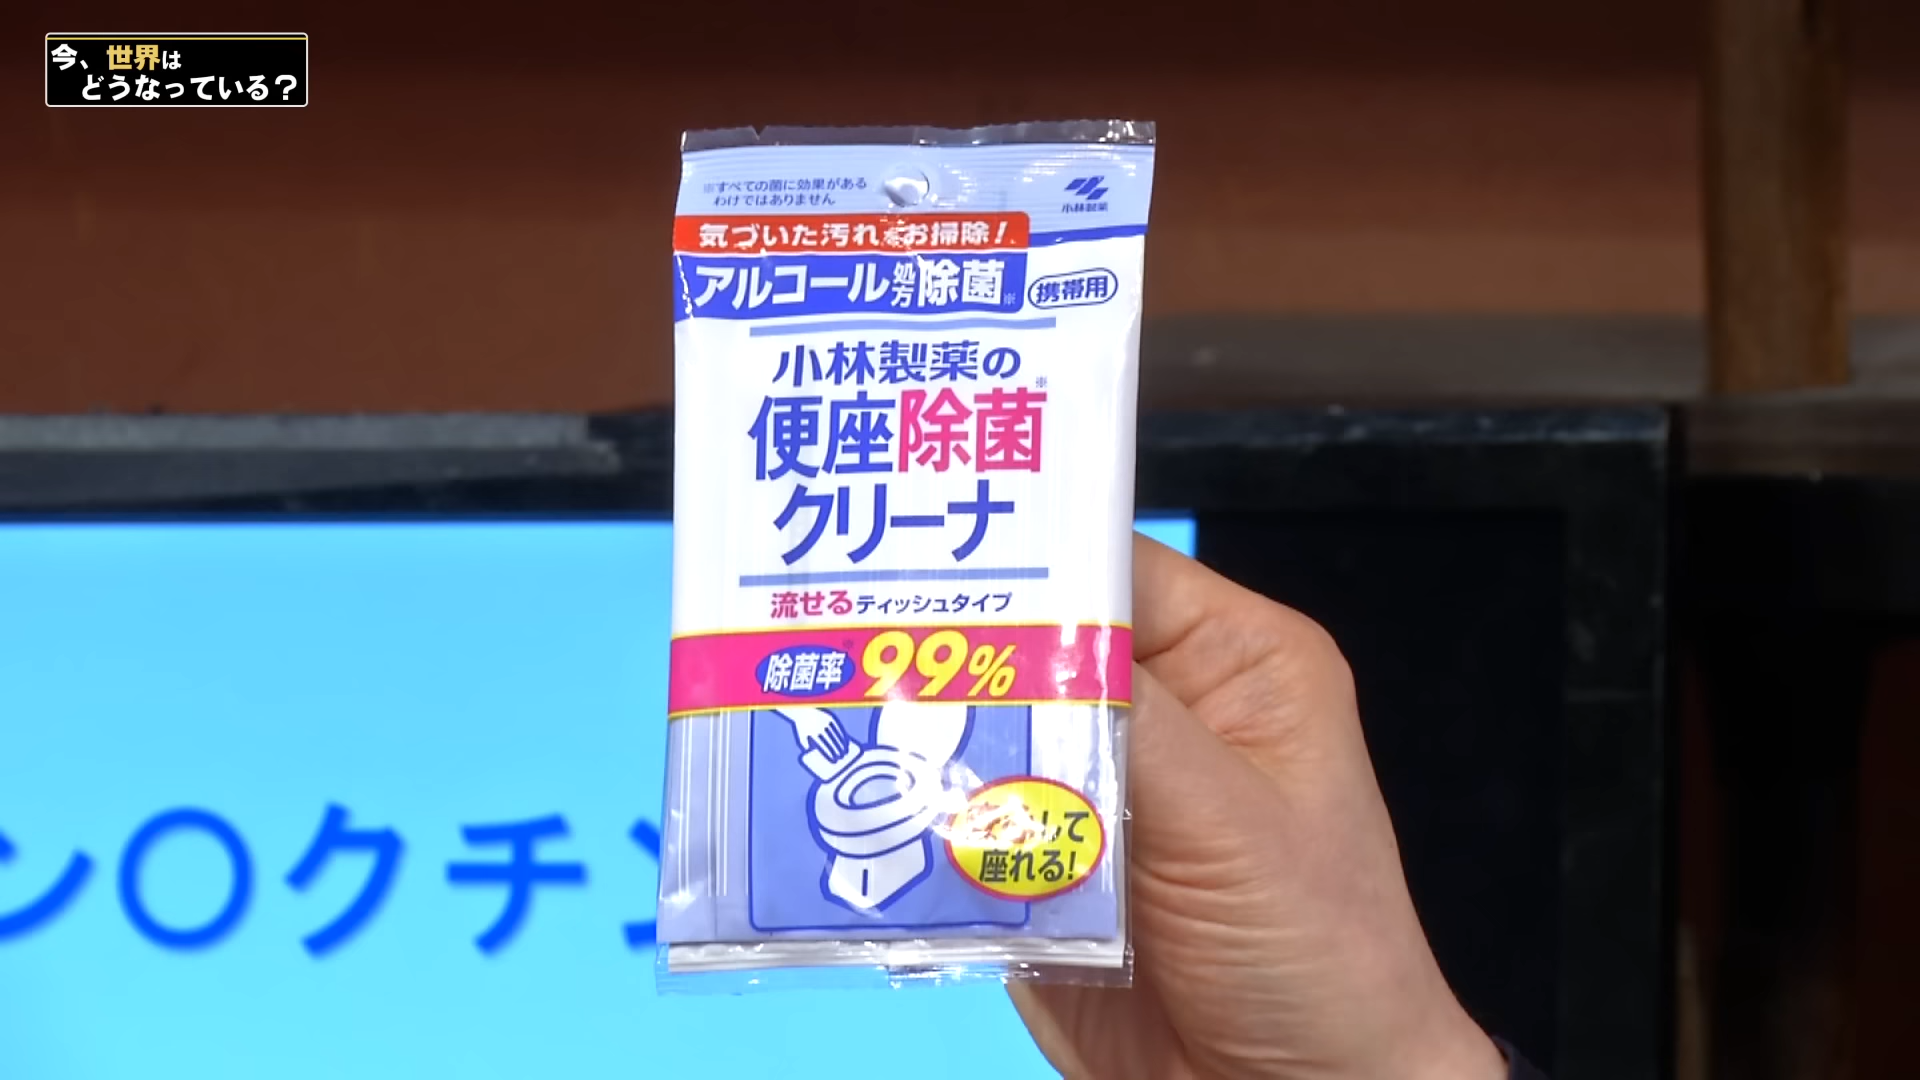 今、世界は
どうなっている？
※すべての菌に効果がある
わけではありません
小林製薬
気づいた汚れをお掃除！
アルコール処方除菌※
携帯用
小林製薬の
便座除菌※
クリーナ
流せるティッシュタイプ
除菌率※99%
して
座れる！
ン〇クチン